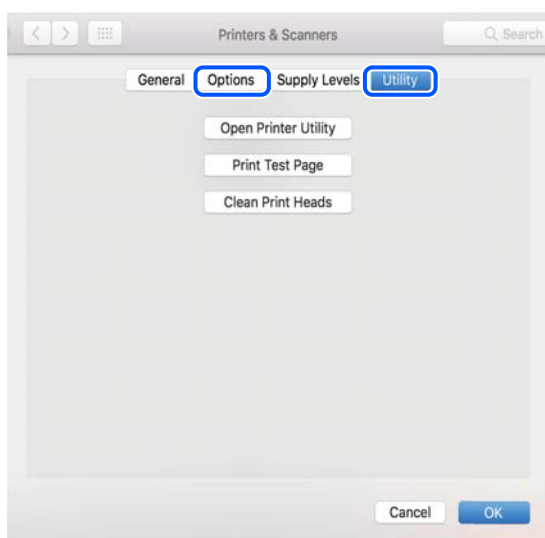 Printers & Scanners Search
General Options Supply Levels Utility
Open Printer Utility
Print Test Page
Clean Print Heads
Cancel OK